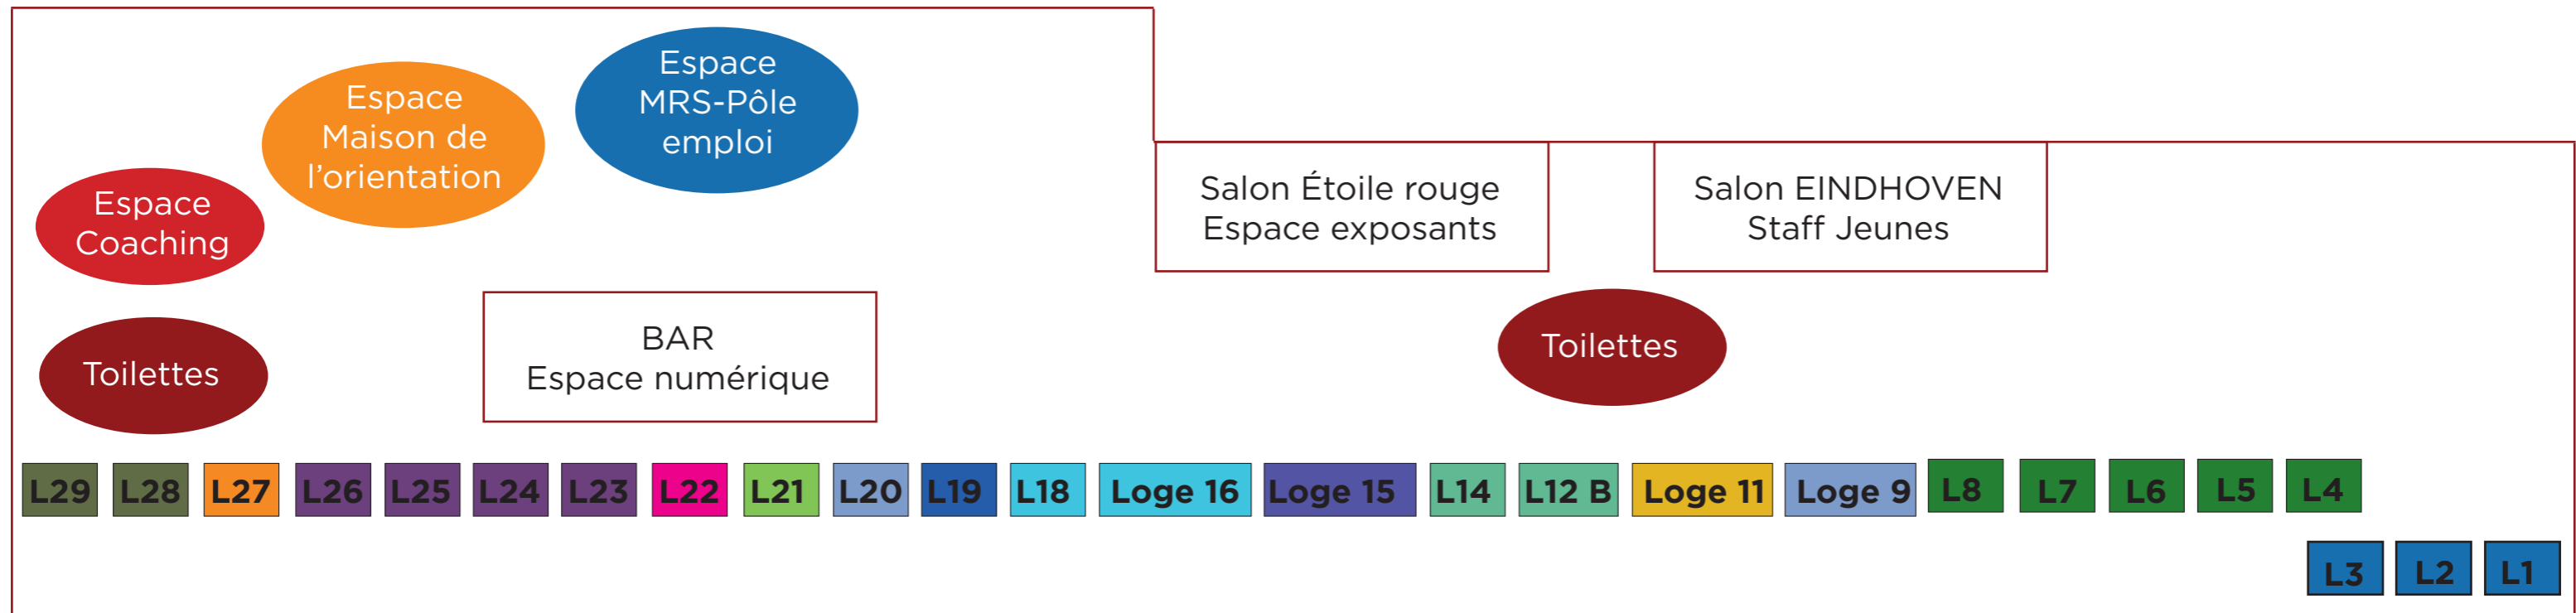 Espace
MRS-Pôle
emploi
Espace
Maison de
l'orientation
Espace
Coaching
Salon Étoile rouge
Espace exposants
Salon EINDHOVEN
Staff Jeunes
Toilettes
BAR
Espace numérique
Toilettes
L29 L28 L27 L26 L25 L24 L23 L22 L21 L20 L19 L18 Loge 16 Loge 15 L14 L12 B Loge 11 Loge 9 L8 L7 L6 L5 L4
L3 L2 L1